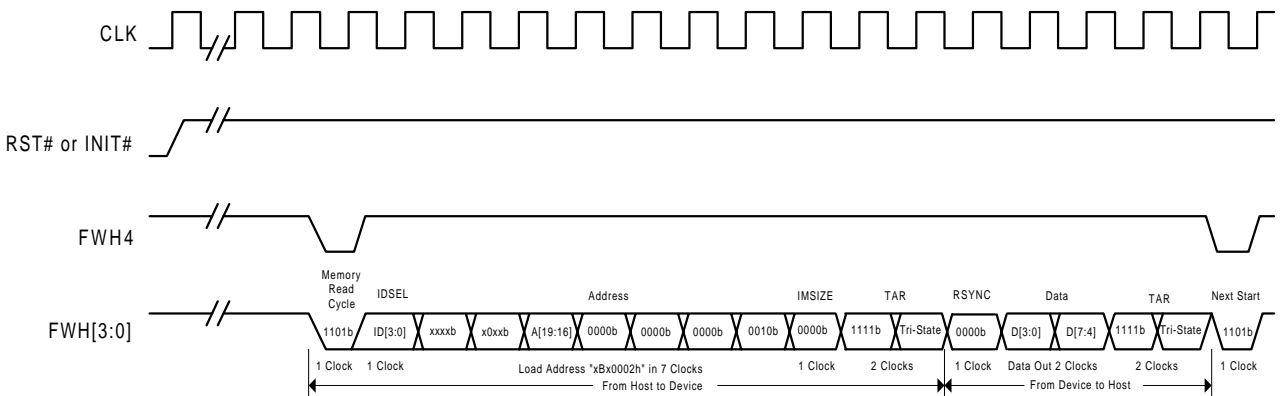 CLK
RST# or INIT#
FWH4
Memory
Read
Cycle
IDSEL Address IMSIZE TAR RSYNC Data TAR Next Start
FWH[3:0] 1101b ID[3:0] xxxxb x0xxb A[19:16] 0000b 0000b 0000b 0010b 0000b 1111b Tri-State 0000b D[3:0] D[7:4] 1111b Tri-State 1101b
1 Clock 1 Clock Load Address "xBx0002h" in 7 Clocks 1 Clock 2 Clocks 1 Clock Data Out 2 Clocks 2 Clocks 1 Clock
From Host to Device From Device to Host